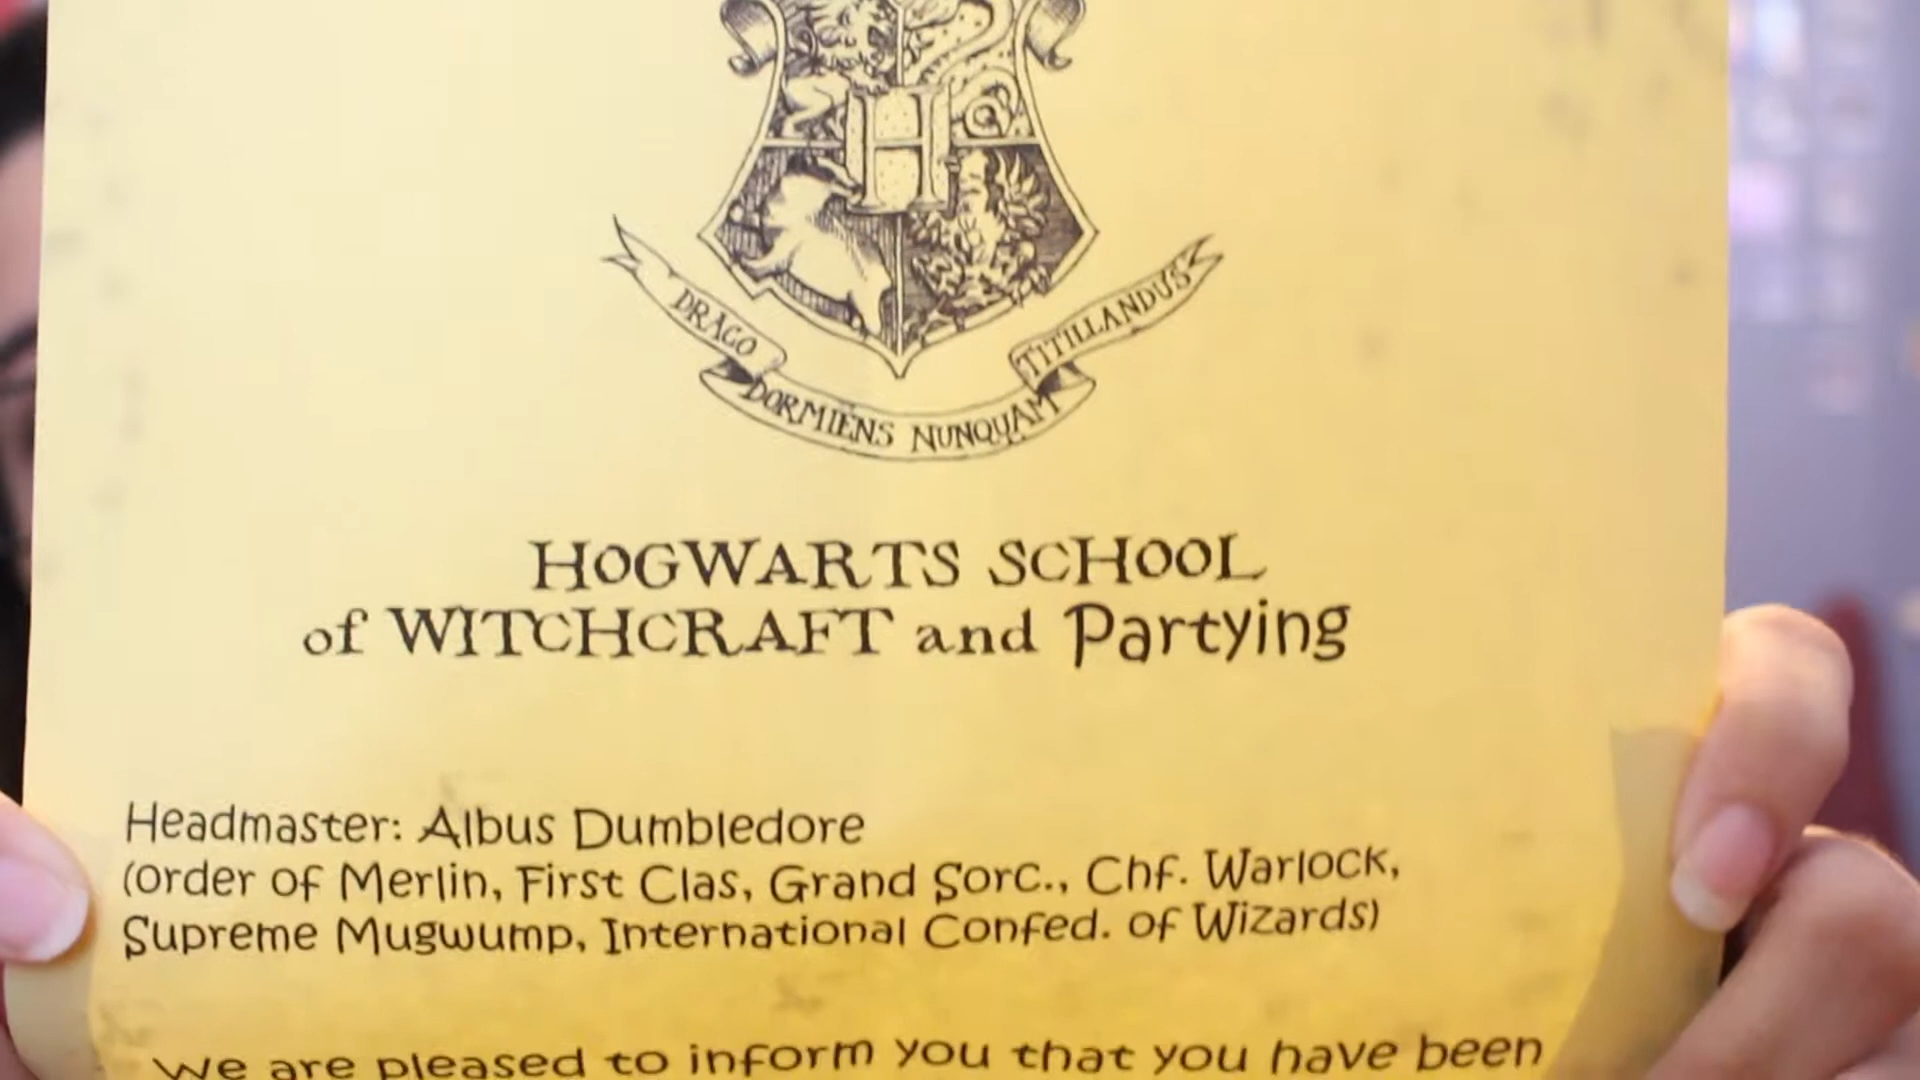 H
DRAGO DORMIENS NUNQUAM TITILLANDUS
HOGWARTS SCHOOL
of WITCHCRAFT and Partying
Headmaster: Albus Dumbledore
(Order of Merlin, First Clas, Grand Sorc., Chf. Warlock,
Supreme Mugwump, International Confed. of Wizards)
We are pleased to inform you that you have been